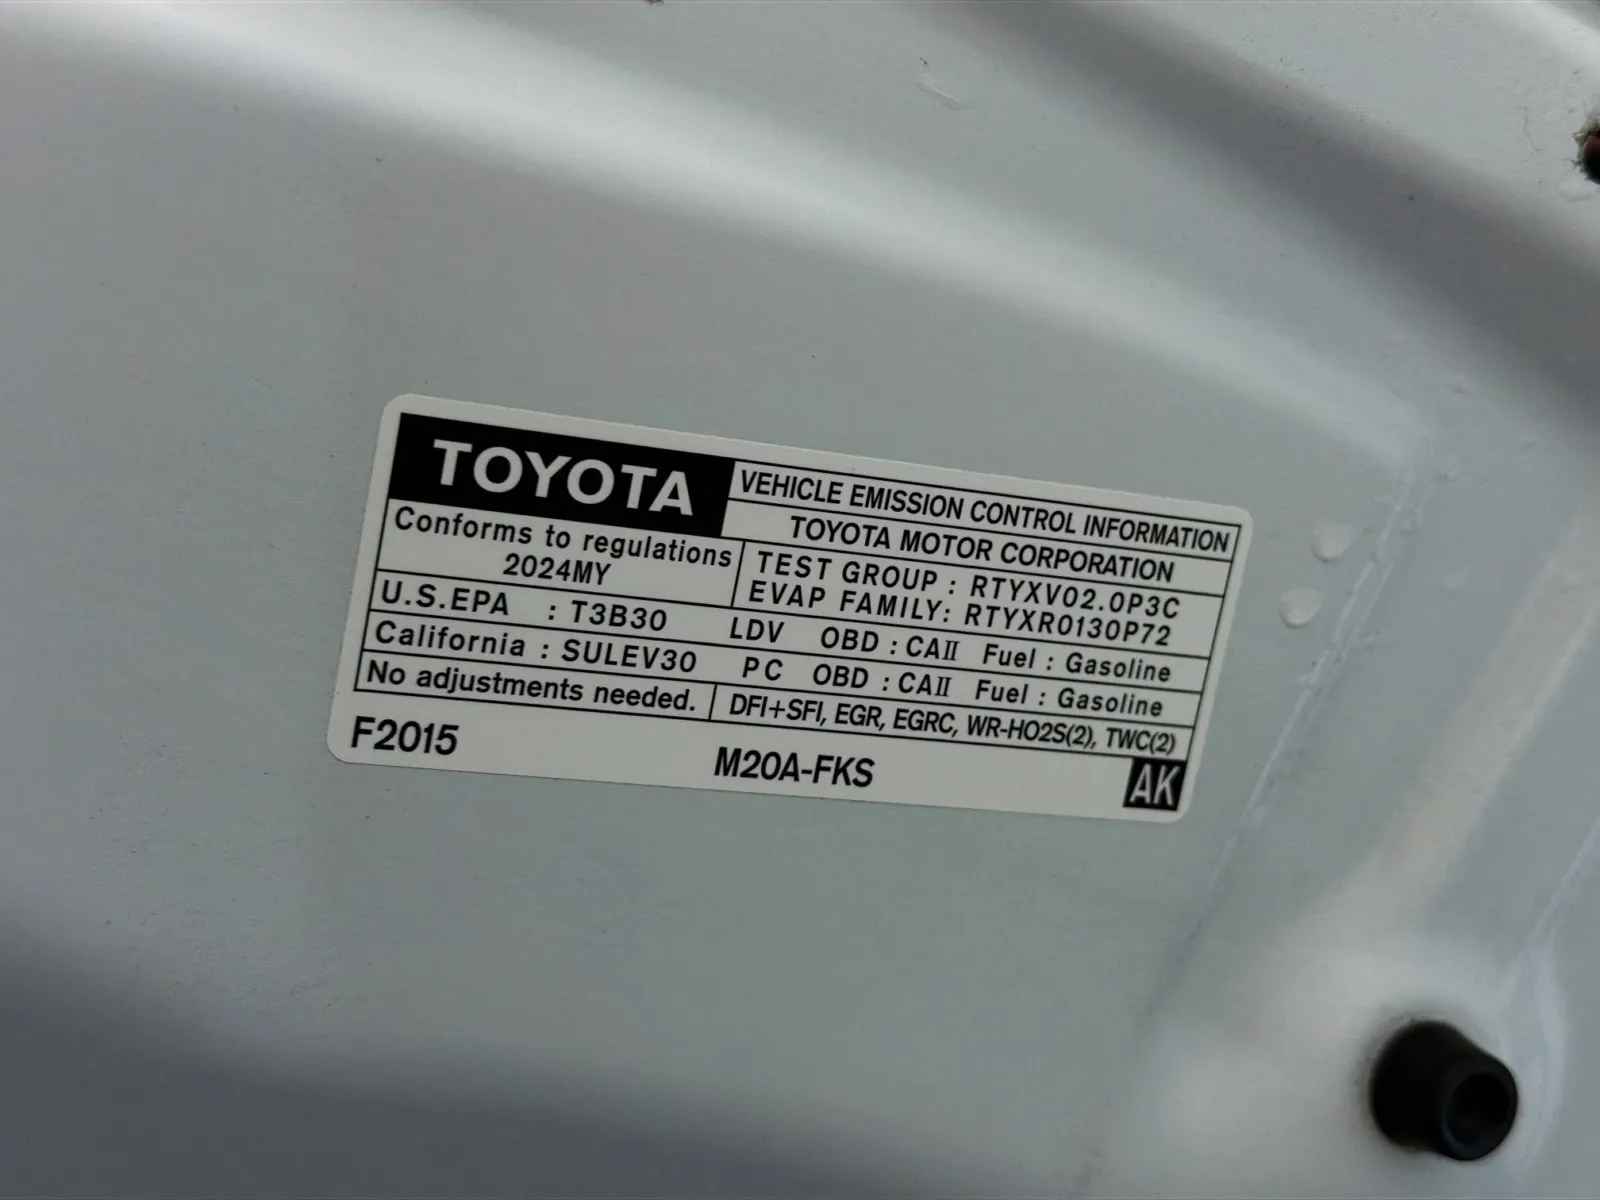 TOYOTA
VEHICLE EMISSION CONTROL INFORMATION
TOYOTA MOTOR CORPORATION
Conforms to regulations
2024MY
TEST GROUP : RTYXV02.0P3C
EVAP FAMILY: RTYXR0130P72
U.S.EPA : T3B30 LDV OBD : CAII Fuel : Gasoline
California : SULEV30 PC OBD : CAII Fuel : Gasoline
No adjustments needed. DFI+SFI, EGR, EGRC, WR-HO2S(2), TWC(2)
F2015 M20A-FKS AK